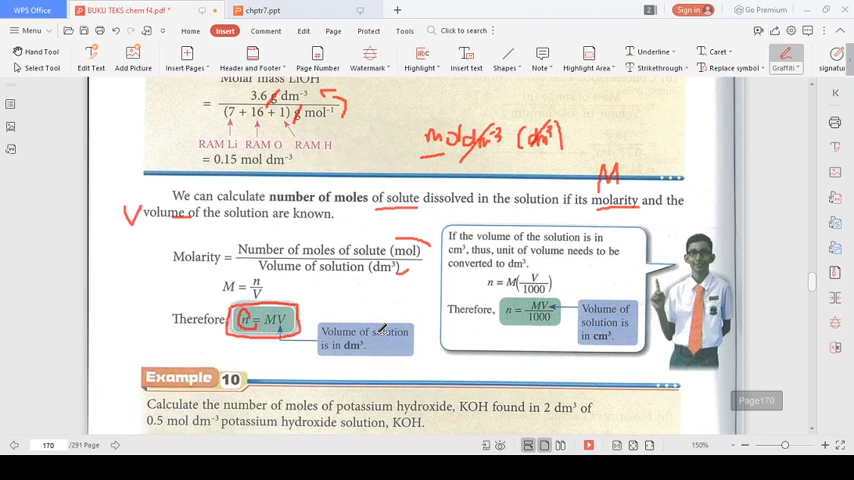 WPS Office
BUKU TEKS chem f4.pdf *
chptr7.ppt
+
2
Sign in
Go Premium
Menu
Home
Insert
Comment
Edit
Page
Protect
Tools
Click to search
Hand Tool
Select Tool
Text
Add Picture
Insert Pages
Page Number
Watermark
Highlight
Insert Text
Shapes
Highlight Area
Underline
Strikethrough
Caret
Replace symbol
Graffiti
signatur
Molar mass LiOH
= 3.6 g dm⁻³
(7 + 16 + 1) g mol⁻¹
RAM Li RAM O RAM H
= 0.15 mol dm⁻³
mol dm⁻³ (dm³)
M
We can calculate number of moles of solute dissolved in the solution if its molarity and the
V
volume of the solution are known.
Molarity = Number of moles of solute (mol)
Volume of solution (dm³)
M = n
V
Therefore, n = MV
Volume of solution
is in dm³.
If the volume of the solution is in
cm³, thus, unit of volume needs to be
converted to dm³.
n = M(V
1000)
Therefore, n = MV
1000
Volume of
solution is
is in cm³.
Example 10
Calculate the number of moles of potassium hydroxide, KOH found in 2 dm³ of
0.5 mol dm⁻³ potassium hydroxide solution, KOH.
Page170
170
/291 Page
150%